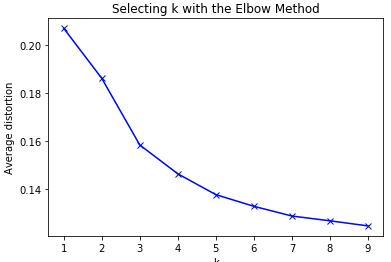 Selecting k with the Elbow Method
Average distortion
0.20
0.18
0.16
0.14
1 2 3 4 5 6 7 8 9